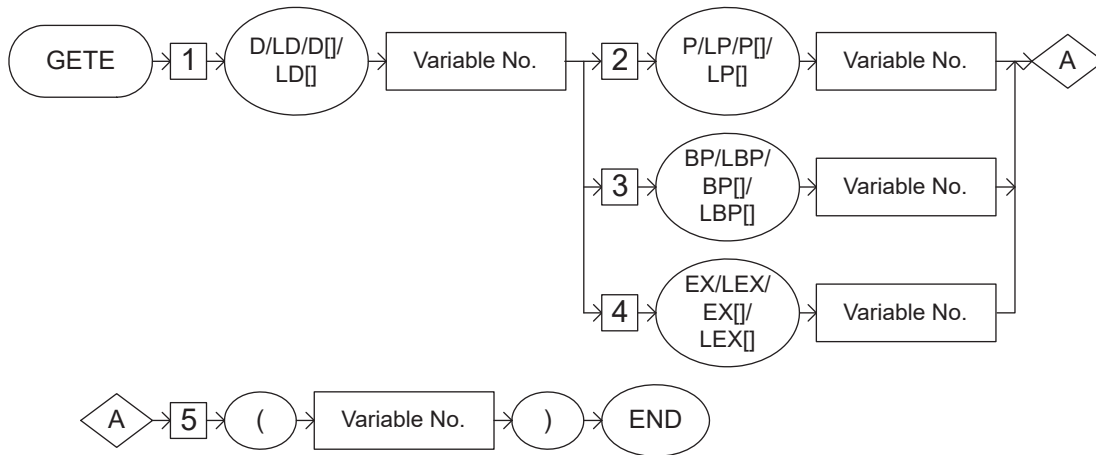 GETE
1
D/LD/D[]/
LD[]
Variable No.
2
P/LP/P[]/
LP[]
Variable No.
A
3
BP/LBP/
BP[]/
LBP[]
Variable No.
4
EX/LEX/
EX[]/
LEX[]
Variable No.
A
5
(
Variable No.
)
END